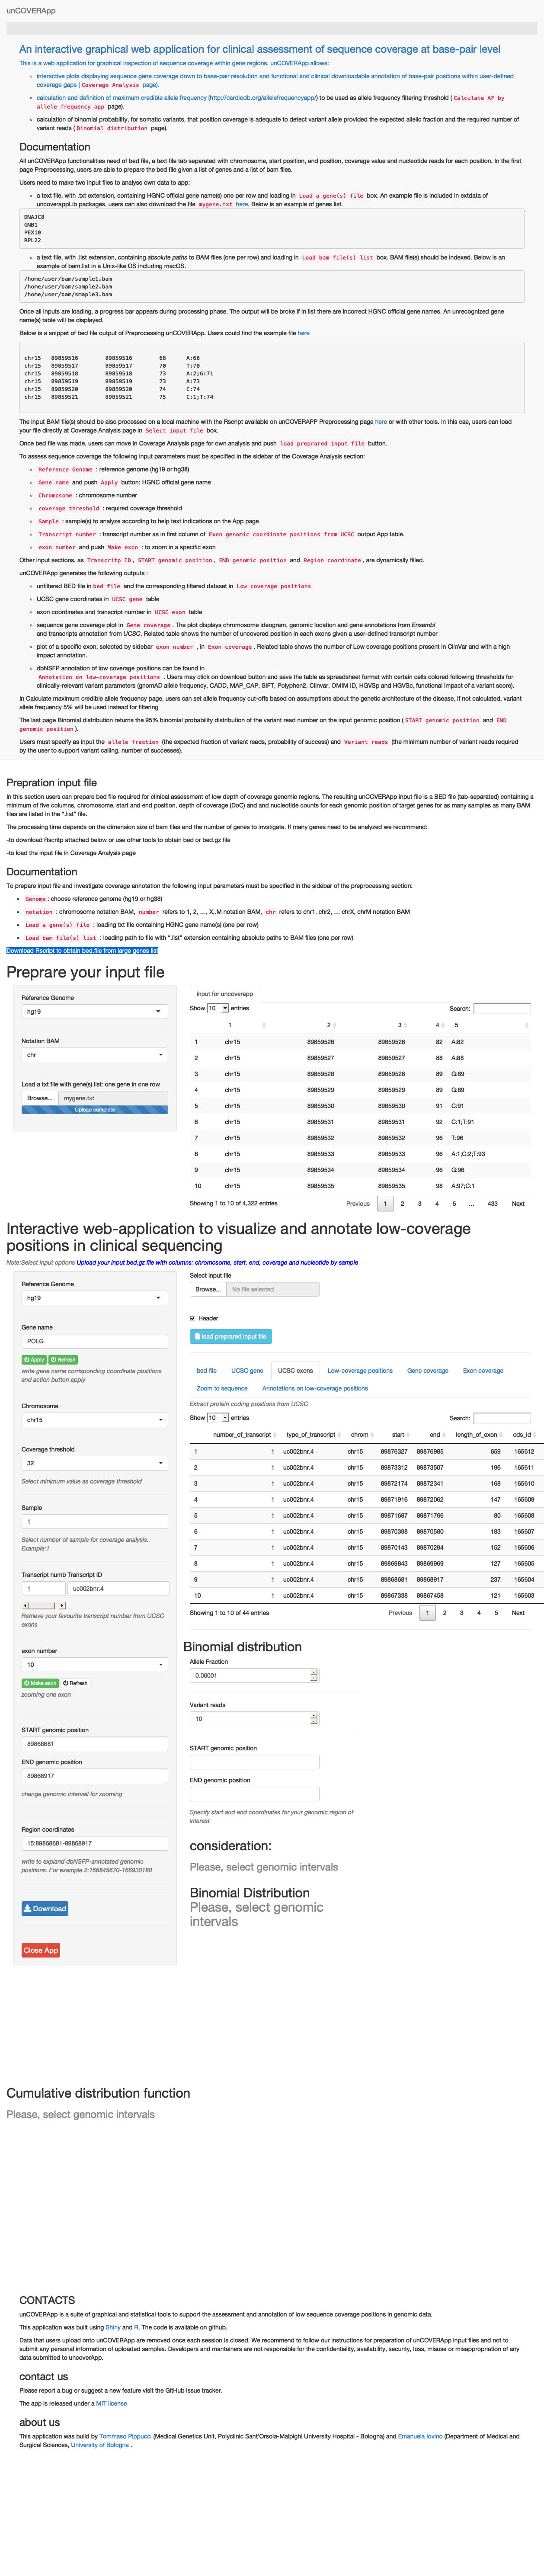 unCOVERApp
An interactive graphical web application for clinical assessment of sequence coverage at base-pair level
This is a web application for graphical inspection of sequence coverage within gene regions. unCOVERApp allows:
interactive plots displaying sequence gene coverage down to base-pair resolution and functional and clinical downloadable annotation of base-pair positions within user-defined
coverage gaps ( Coverage Analysis page).
calculation and definition of maximum credible allele frequency (http://cardiodb.org/allelefrequencyapp/) to be used as allele frequency filtering threshold ( Calculate AF by
allele frequency app page).
calculation of binomial probability, for somatic variants, that position coverage is adequate to detect variant allele provided the expected allelic fraction and the required number of
variant reads ( Binomial distribution page).
Documentation
All unCOVERApp functionalities need of bed file, a text file tab separated with chromosome, start position, end position, coverage value and nucleotide reads for each position. In the first
page Preprocessing, users are able to prepare the bed file given a list of genes and a list of bam files.
Users need to make two input files to analyse own data to app:
a text file, with .txt extension, containing HGNC official gene name(s) one per row and loading in Load a gene(s) file box. An example file is included in extdata of
uncoverappLib packages, users can also download the file mygene.txt here. Below is an example of genes list.
DNAJC8
GNB1
PEX10
RPL22
a text file, with .list extension, containing absolute paths to BAM files (one per row) and loading in Load bam file(s) list box. BAM file(s) should be indexed. Below is an
example of bam.list in a Unix-like OS including macOS.
/home/user/bam/sample1.bam
/home/user/bam/sample2.bam
/home/user/bam/smaple3.bam
Once all inputs are loading, a progress bar appears during processing phase. The output will be broke if in list there are incorrect HGNC official gene names. An unrecognized gene
name(s) table will be displayed.
Below is a snippet of bed file output of Preprocessing unCOVERApp. Users could find the example file here
chr15 89859516 89859516 68 A:68
chr15 89859517 89859517 70 T:70
chr15 89859518 89859518 73 A:2;G:71
chr15 89859519 89859519 73 A:73
chr15 89859520 89859520 74 C:74
chr15 89859521 89859521 75 C:1;T:74
The input BAM file(s) should be also processed on a local machine with the Rscript available on unCOVERAPP Preprocessing page here or with other tools. In this cae, users can load
your file directly at Coverage Analysis page in Select input file box.
Once bed file was made, users can move in Coverage Analysis page for own analysis and push load preprared input file button.
To assess sequence coverage the following input parameters must be specified in the sidebar of the Coverage Analysis section:
Reference Genome : reference genome (hg19 or hg38)
Gene name and push Apply button: HGNC official gene name
Chromosome : chromosome number
coverage threshold : required coverage threshold
Sample : sample(s) to analyze according to help text indications on the App page
Transcript number : transcript number as in first column of Exon genomic coordinate positions from UCSC output App table.
exon number and push Make exon : to zoom in a specific exon
Other input sections, as Transcritp ID, START genomic position, END genomic position and Region coordinate, are dynamically filled.
unCOVERApp generates the following outputs :
unfiltered BED file in bed file and the corresponding filtered dataset in Low coverage positions
UCSC gene coordinates in UCSC gene table
exon coordinates and transcript number in UCSC exon table
sequence gene coverage plot in Gene coverage. The plot displays chromosome ideogram, genomic location and gene annotations from Ensembl
and transcripts annotation from UCSC. Related table shows the number of uncovered position in each exons given a user-defined transcript number
plot of a specific exon, selected by sidebar exon number , in Exon coverage. Related table shows the number of Low coverage positions present in ClinVar and with a high
impact annotation.
dbNSFP annotation of low coverage positions can be found in
Annotation on low-coverage positions . Users may click on download button and save the table as spreadsheet format with certain cells colored following thresholds for
clinically-relevant variant parameters (gnomAD allele frequency, CADD, MAP_CAP, SIFT, Polyphen2, Clinvar, OMIM ID, HGVSp and HGVSc, functional impact of a variant score).
In Calculate maximum credible allele frequency page, users can set allele frequency cut-offs based on assumptions about the genetic architecture of the disease, if not calculated, variant
allele frequency 5% will be used instead for filtering
The last page Binomial distribution returns the 95% binomial probability distribution of the variant read number on the input genomic position ( START genomic position and END
genomic position).
Users must specify as input the allele fraction (the expected fraction of variant reads, probability of success) and Variant reads (the minimum number of variant reads required
by the user to support variant calling, number of successes).
Prepration input file
In this section users can prepare bed file required for clinical assessment of low depth of coverage genomic regions. The resulting unCOVERApp input file is a BED file (tab-separated) containing a
minimum of five columns, chromosome, start and end position, depth of coverage (DoC) and nucleotide counts for each genomic position of target genes for as many samples as many BAM
files are listed in the ".list" file.
The processing time depends on the dimension size of bam files and the number of genes to invstigate. If many genes need to be analyzed we recommend:
-to download Rscritp attached below or use other tools to obtain bed or bed.gz file
-to load the input file in Coverage Analysis page
Documentation
To prepare input file and investigate coverage annotation the following input parameters must be specified in the sidebar of the preprocessing section:
Genome : choose reference genome (hg19 or hg38)
notation : chromosome notation BAM, number refers to 1, 2, ..., X,.M notation BAM, chr refers to chr1, chr2, ... chrX, chrM notation BAM
Load a gene(s) file : loading txt file containing HGNC gene name(s) (one per row)
Load bam file(s) list : loading path to file with ".list" extension containing absolute paths to BAM files (one per row)
Download Rscript to obtain bed.file from large genes list
Preprare your input file
Reference Genome
hg19
Notation BAM
chr
Load a txt file with gene(s) list: one gene in one row
Browse... mygene.txt
Upload complete
input for uncoverapp
Show 10 entries Search:
1 2 3 4 5
1 chr15 89859526 89859526 82 A:82
2 chr15 89859527 89859527 88 A:88
3 chr15 89859528 89859528 89 G:89
4 chr15 89859529 89859529 89 G:89
5 chr15 89859530 89859530 91 C:91
6 chr15 89859531 89859531 92 C:1;T:91
7 chr15 89859532 89859532 96 T:96
8 chr15 89859533 89859533 96 A:1;C:2;T:93
9 chr15 89859534 89859534 96 G:96
10 chr15 89859535 89859535 98 A:97;C:1
Showing 1 to 10 of 4,322 entries Previous 1 2 3 4 5 ... 433 Next
Interactive web-application to visualize and annotate low-coverage
positions in clinical sequencing
Note:Select input options Upload your input bed.gz file with columns: chromosome, start, end, coverage and nucleotide by sample
Reference Genome
hg19
Gene name
POLG
Apply Refresh
write gene name corrisponding coordinate positions
and action button apply
Chromosome
chr15
Coverage threshold
32
Select minimum value as coverage threshold
Sample
1
Select number of sample for coverage analysis.
Example:1
Transcript numb Transcript ID
1 uc002bnr.4
Retrieve your favourite transcript number from UCSC
exons
exon number
10
Make exon Refresh
zooming one exon
START genomic position
89868681
END genomic position
89868917
change genomic intervall for zooming
Region coordinates
15:89868681-89868917
write to expland dbNSFP-annotated genomic
positions. For example 2:166845670-166930180
Download
Close App
Select input file
Browse... No file selected
Header
load preprared input file
bed file UCSC gene UCSC exons Low-coverage positions Gene coverage Exon coverage
Zoom to sequence Annotations on low-coverage positions
Extract protein coding positions from UCSC
Show 10 entries Search:
number_of_transcript type_of_transcript chrom start end length_of_exon cds_id
1 1 uc002bnr.4 chr15 89876327 89876985 659 165612
2 1 uc002bnr.4 chr15 89873312 89873507 196 165611
3 1 uc002bnr.4 chr15 89872174 89872341 168 165610
4 1 uc002bnr.4 chr15 89871916 89872062 147 165609
5 1 uc002bnr.4 chr15 89871687 89871766 80 165608
6 1 uc002bnr.4 chr15 89870398 89870580 183 165607
7 1 uc002bnr.4 chr15 89870143 89870294 152 165606
8 1 uc002bnr.4 chr15 89869843 89869969 127 165605
9 1 uc002bnr.4 chr15 89868681 89868917 237 165604
10 1 uc002bnr.4 chr15 89867338 89867458 121 165603
Showing 1 to 10 of 44 entries Previous 1 2 3 4 5 Next
Binomial distribution
Allele Fraction
0.00001
Variant reads
10
START genomic position
END genomic position
Specify start and end coordinates for your genomic region of
interest
consideration:
Please, select genomic intervals
Binomial Distribution
Please, select genomic
intervals
Cumulative distribution function
Please, select genomic intervals
CONTACTS
unCOVERApp is a suite of graphical and statistical tools to support the assessment and annotation of low sequence coverage positions in genomic data.
This application was built using Shiny and R. The code is available on github.
Data that users upload onto unCOVERApp are removed once each session is closed. We recommend to follow our instructions for preparation of unCOVERApp input files and not to
submit any personal information of uploaded samples. Developers and mantainers are not responsible for the confidentiality, availability, security, loss, misuse or misappropriation of any
data submitted to uncoverApp.
contact us
Please report a bug or suggest a new feature visit the GitHub issue tracker.
The app is released under a MIT license
about us
This application was build by Tommaso Pippucci (Medical Genetics Unit, Polyclinic Sant'Orsola-Malpighi University Hospital - Bologna) and Emanuela Iovino (Department of Medical and
Surgical Sciences, University of Bologna .